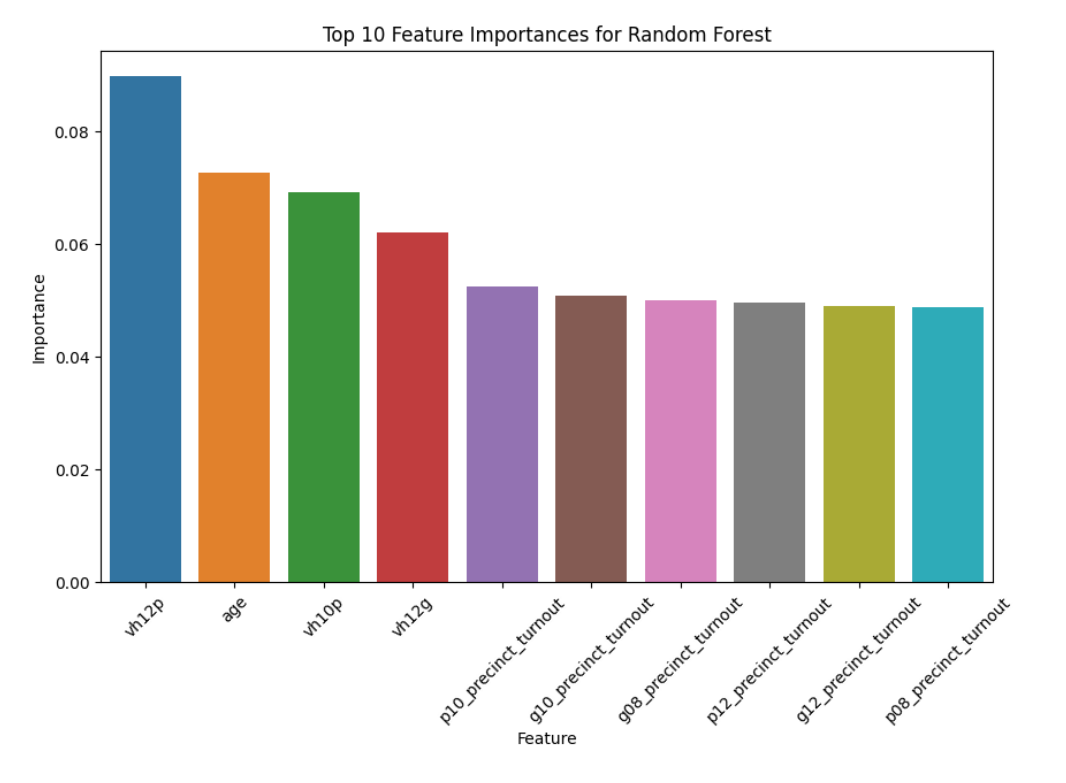 Top 10 Feature Importances for Random Forest
0.08
0.06
0.04
0.02
0.00
Importance
vh12p
age
vh10p
vh12g
p10_precinct_turnout
g10_precinct_turnout
g08_precinct_turnout
p12_precinct_turnout
g12_precinct_turnout
p08_precinct_turnout
Feature